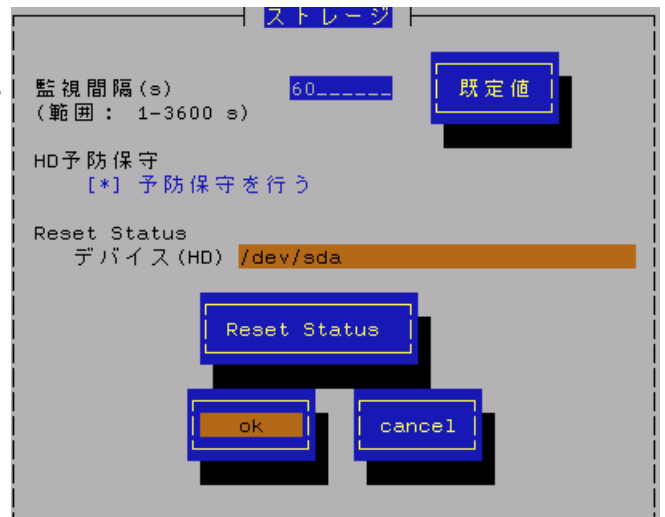 ストレージ
監視間隔(s) 60______ 既定値
(範囲: 1-3600 s)
HD予防保守
[*] 予防保守を行う
Reset Status
デバイス(HD) /dev/sda
Reset Status
ok cancel